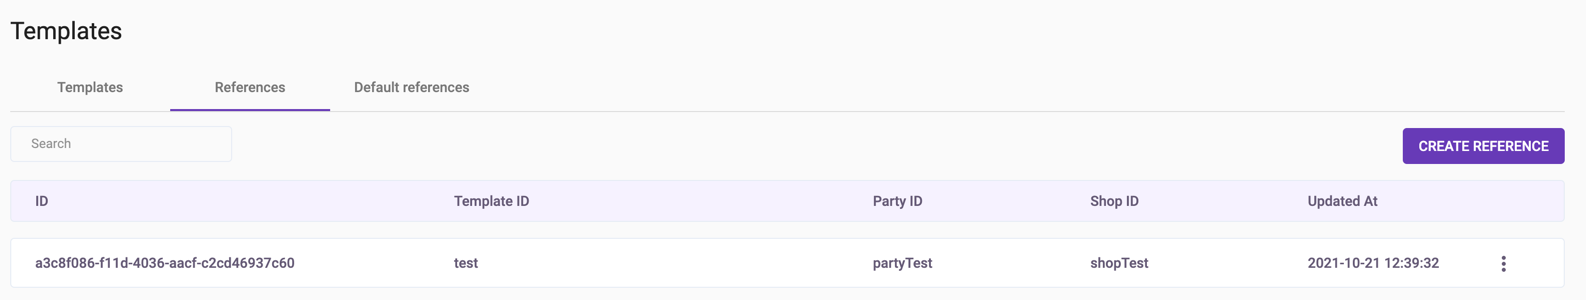 Templates
Templates References Default references
Search
CREATE REFERENCE
ID Template ID Party ID Shop ID Updated At
a3c8f086-f11d-4036-aacf-c2cd46937c60 test partyTest shopTest 2021-10-21 12:39:32